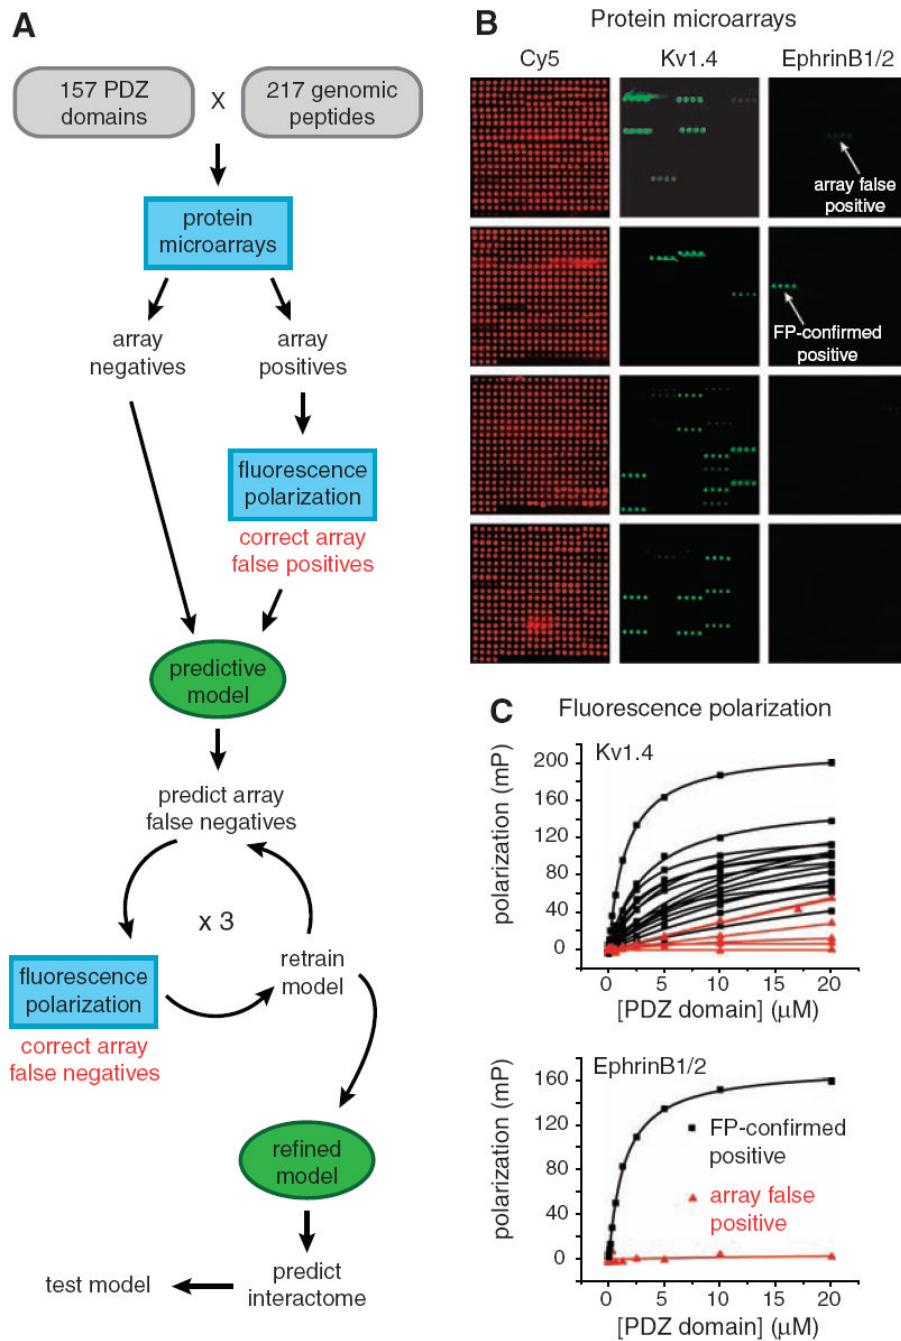 A
157 PDZ
domains
X
217 genomic
peptides
protein
microarrays
array
negatives
array
positives
fluorescence
polarization
correct array
false positives
predictive
model
predict array
false negatives
x 3
fluorescence
polarization
correct array
false negatives
retrain
model
refined
model
predict
interactome
test model
B
Protein microarrays
Cy5
Kv1.4
EphrinB1/2
array false
positive
FP-confirmed
positive
C
Fluorescence polarization
Kv1.4
polarization (mP)
200
160
120
80
40
0
0 5 10 15 20
[PDZ domain] (μM)
EphrinB1/2
polarization (mP)
160
120
80
40
0
FP-confirmed
positive
array false
positive
0 5 10 15 20
[PDZ domain] (μM)